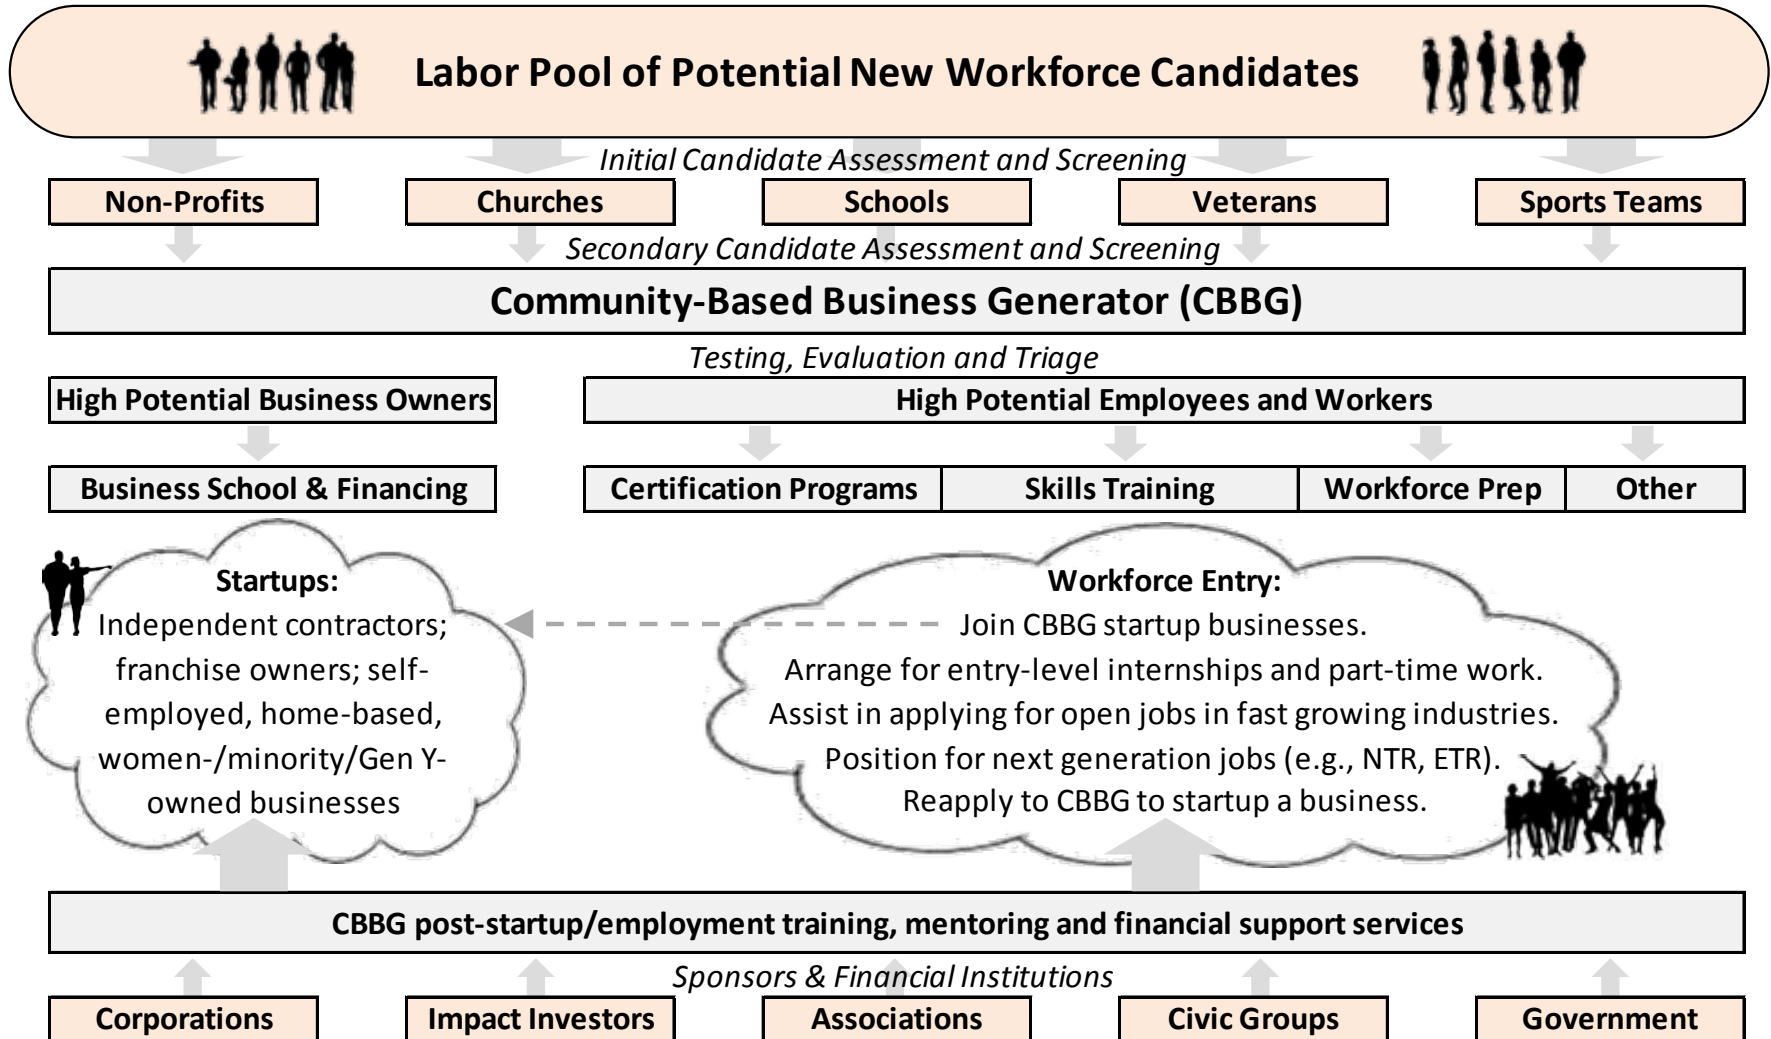 Labor Pool of Potential New Workforce Candidates
Initial Candidate Assessment and Screening
Non-Profits
Churches
Schools
Veterans
Sports Teams
Secondary Candidate Assessment and Screening
Community-Based Business Generator (CBBG)
Testing, Evaluation and Triage
High Potential Business Owners
High Potential Employees and Workers
Business School & Financing
Certification Programs
Skills Training
Workforce Prep
Other
Startups:
Independent contractors;
franchise owners; self-
employed, home-based,
women-/minority/Gen Y-
owned businesses
Workforce Entry:
Join CBBG startup businesses.
Arrange for entry-level internships and part-time work.
Assist in applying for open jobs in fast growing industries.
Position for next generation jobs (e.g., NTR, ETR).
Reapply to CBBG to startup a business.
CBBG post-startup/employment training, mentoring and financial support services
Sponsors & Financial Institutions
Corporations
Impact Investors
Associations
Civic Groups
Government